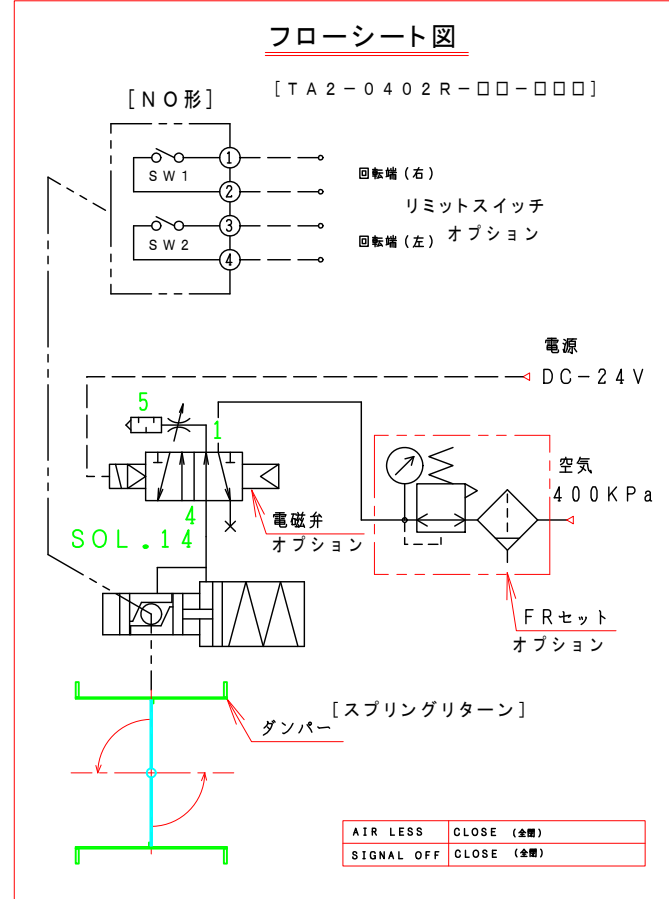 フローシート図
[TA2-0402R-□□-□□□]
[NO形]
SW1
①
②
回転端(右)
リミットスイッチ
オプション
SW2
③
④
回転端(左)
電源
DC-24V
5
1
空気
400KPa
4
電磁弁
オプション
SOL.14
FRセット
オプション
[スプリングリターン]
ダンパー
AIR LESS CLOSE (全閉)
SIGNAL OFF CLOSE (全閉)